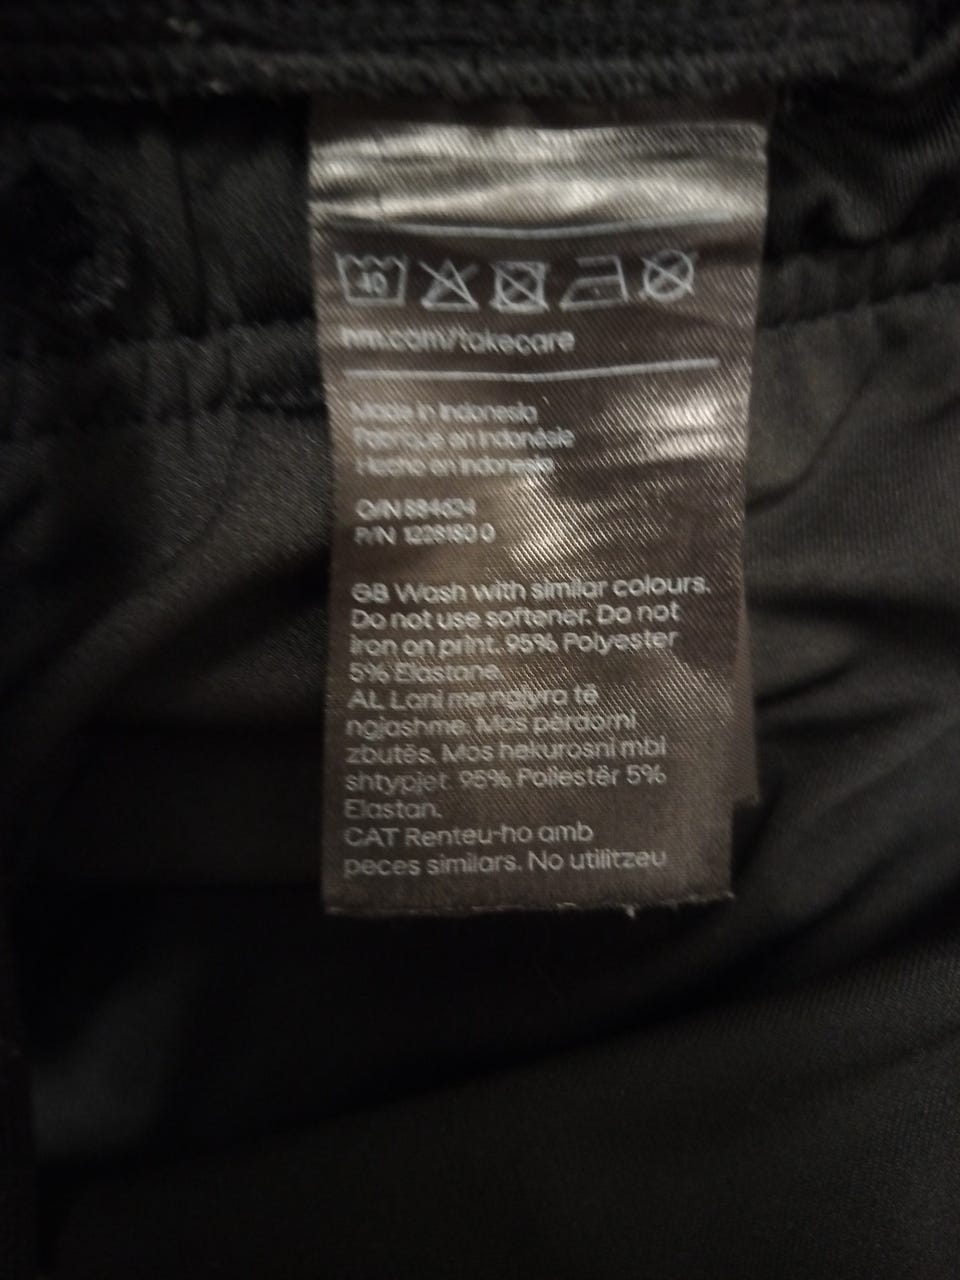 40
hm.com/takecare
Made in Indonesia
Fabriqué en Indonésie
Hecho en Indonesia
O/N 884624
P/N 1228150 0
GB Wash with similar colours.
Do not use softener. Do not
iron on print. 95% Polyester
5% Elastane.
AL Lani me ngjyra të
ngjashme. Mos përdorni
zbutës. Mos hekurosni mbi
shtypjet. 95% Poliestër 5%
Elastan.
CAT Renteu-ho amb
peces similars. No utilitzeu